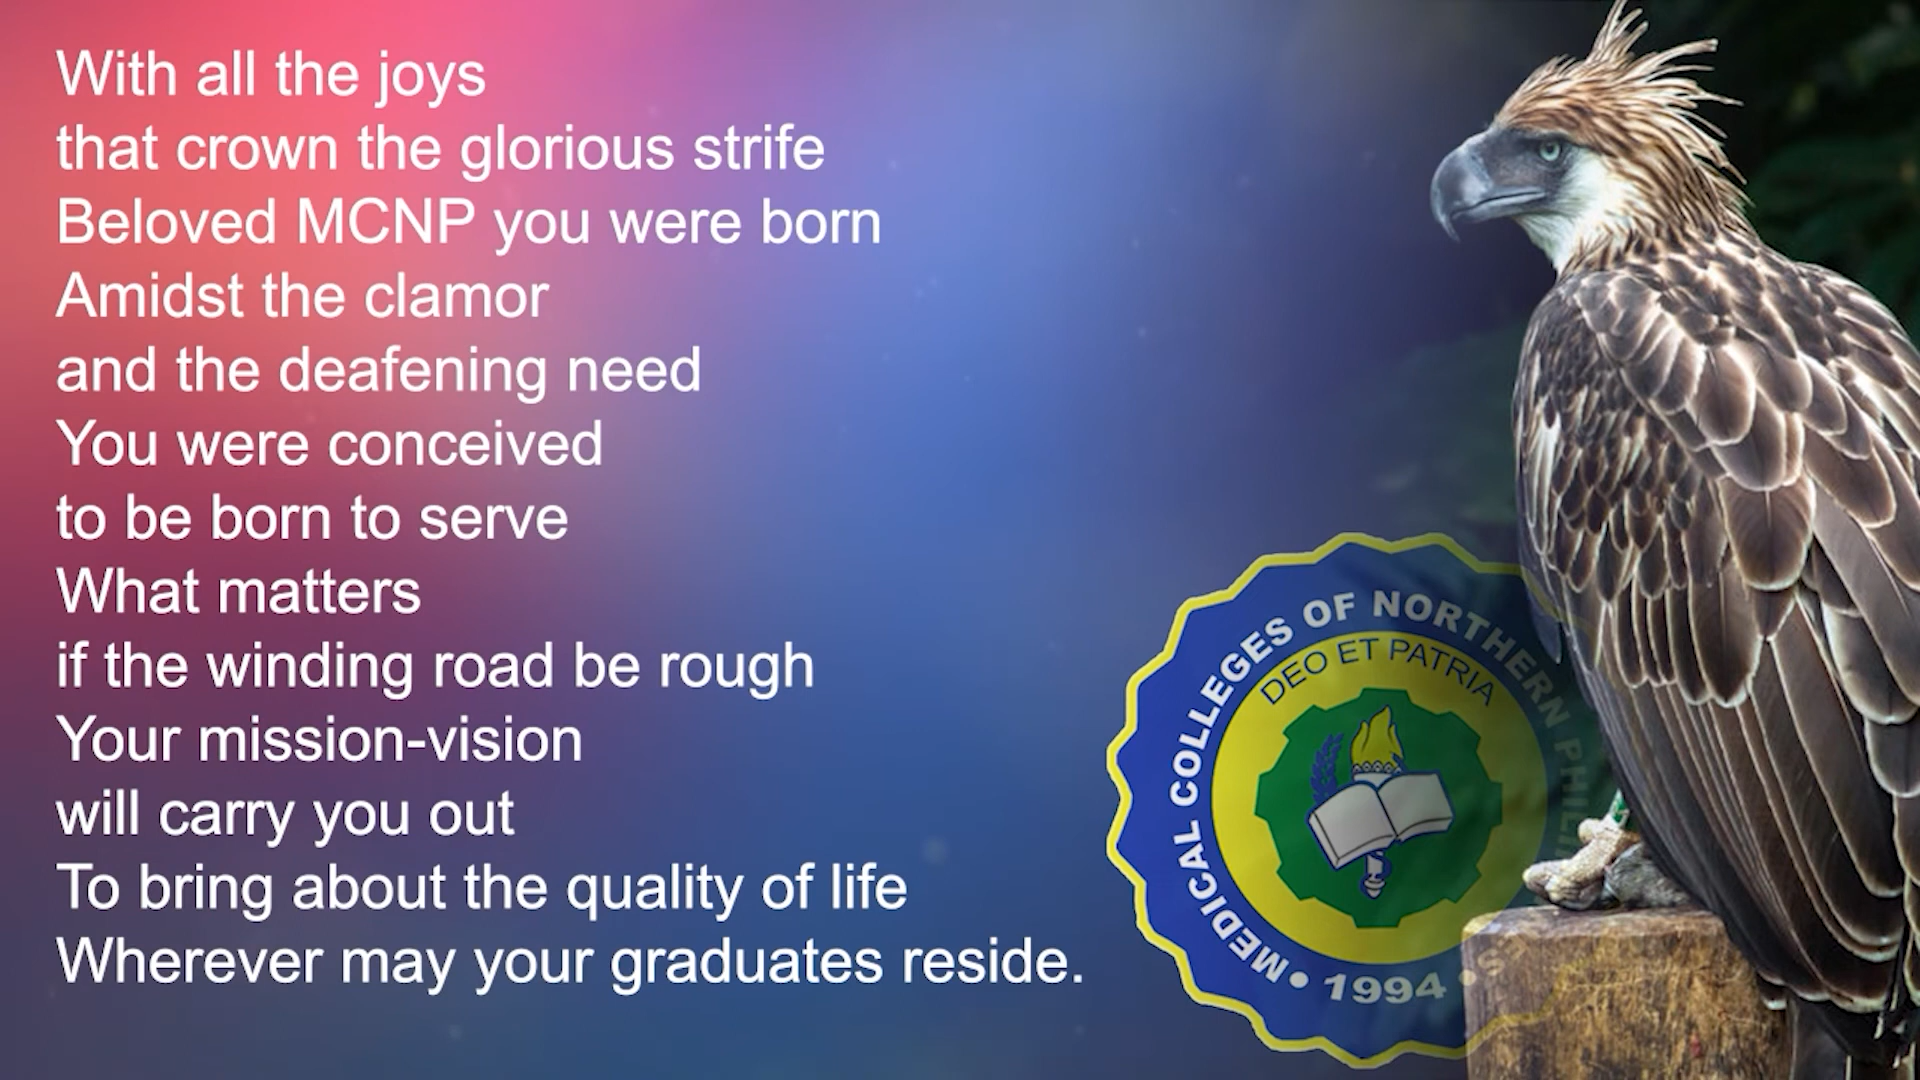 With all the joys
that crown the glorious strife
Beloved MCNP you were born
Amidst the clamor
and the deafening need
You were conceived
to be born to serve
What matters
if the winding road be rough
Your mission-vision
will carry you out
To bring about the quality of life
Wherever may your graduates reside.
MEDICAL COLLEGES OF NORTHERN
DEO ET PATRIA
1994